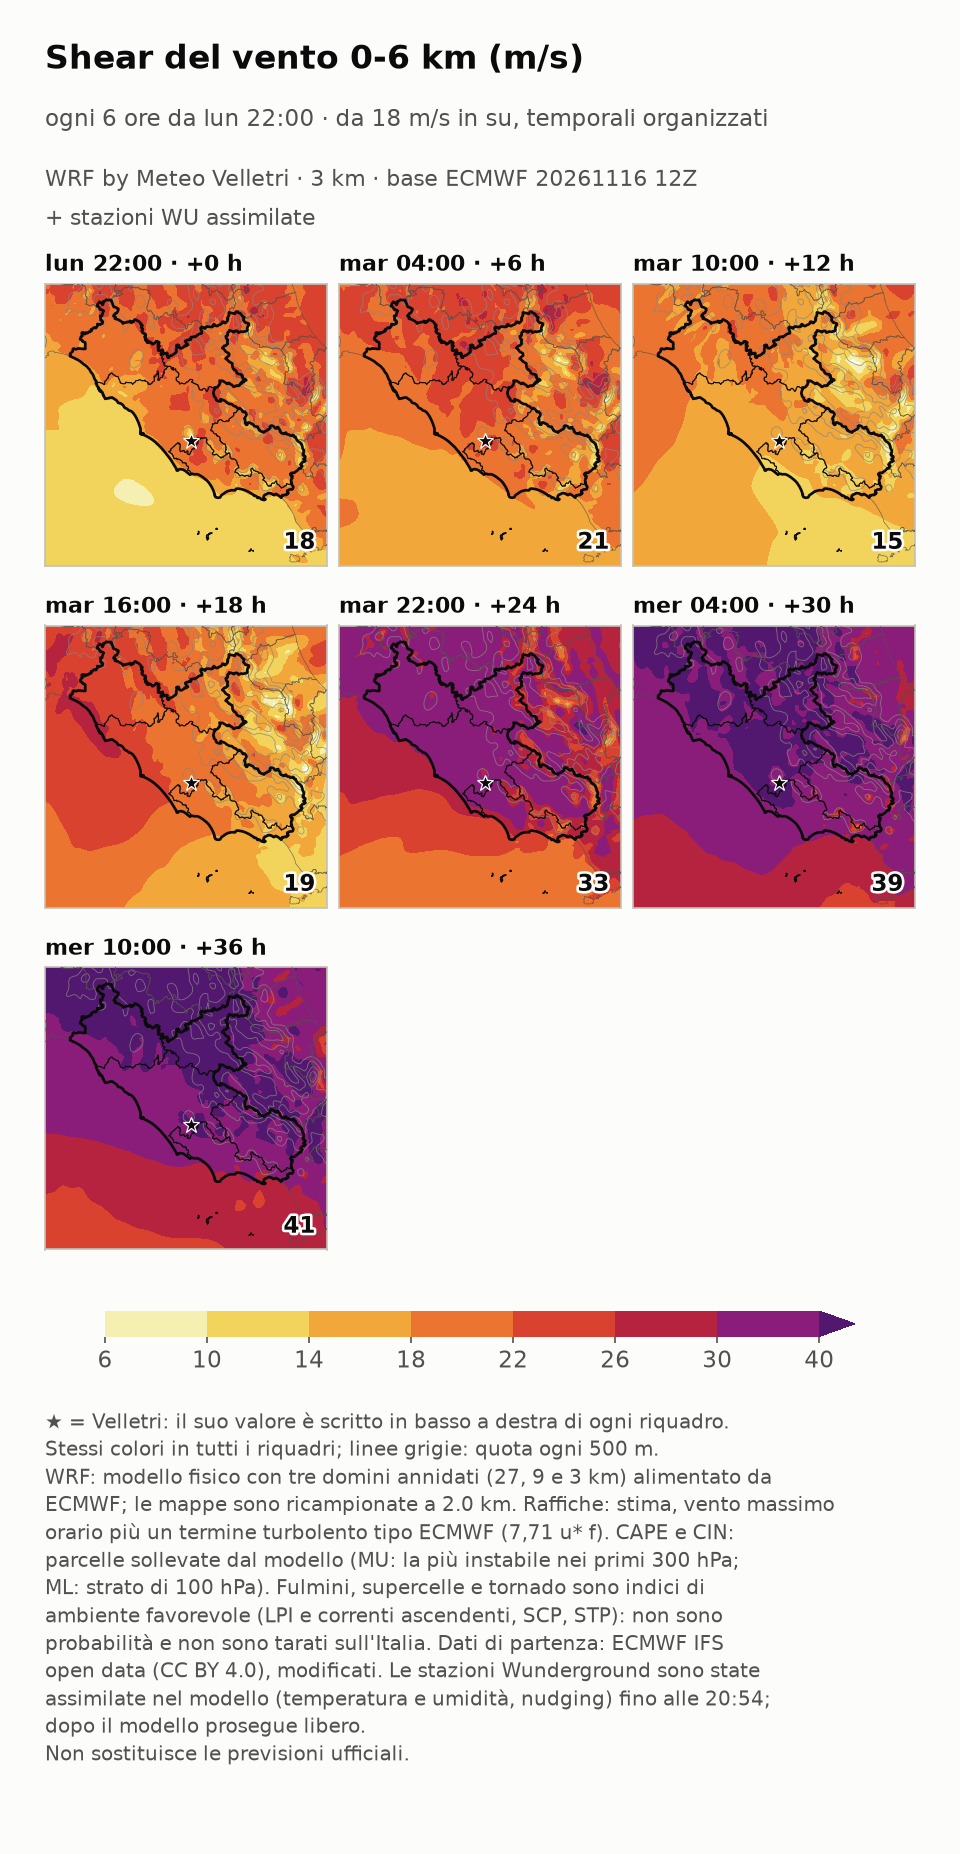 Shear del vento 0-6 km (m/s)
ogni 6 ore da lun 22:00 · da 18 m/s in su, temporali organizzati
WRF by Meteo Velletri · 3 km · base ECMWF 20261116 12Z
+ stazioni WU assimilate
lun 22:00 · +0 h
mar 04:00 · +6 h
mar 10:00 · +12 h
18
21
15
mar 16:00 · +18 h
mar 22:00 · +24 h
mer 04:00 · +30 h
19
33
39
mer 10:00 · +36 h
41
6 10 14 18 22 26 30 40
★ = Velletri: il suo valore è scritto in basso a destra di ogni riquadro.
Stessi colori in tutti i riquadri; linee grigie: quota ogni 500 m.
WRF: modello fisico con tre domini annidati (27, 9 e 3 km) alimentato da
ECMWF; le mappe sono ricampionate a 2.0 km. Raffiche: stima, vento massimo
orario più un termine turbolento tipo ECMWF (7,71 u* f). CAPE e CIN:
parcelle sollevate dal modello (MU: la più instabile nei primi 300 hPa;
ML: strato di 100 hPa). Fulmini, supercelle e tornado sono indici di
ambiente favorevole (LPI e correnti ascendenti, SCP, STP): non sono
probabilità e non sono tarati sull'Italia. Dati di partenza: ECMWF IFS
open data (CC BY 4.0), modificati. Le stazioni Wunderground sono state
assimilate nel modello (temperatura e umidità, nudging) fino alle 20:54;
dopo il modello prosegue libero.
Non sostituisce le previsioni ufficiali.